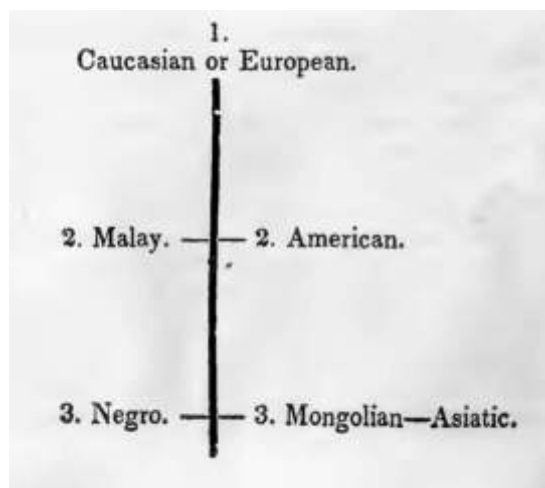 1.
Caucasian or European.
2. Malay. — — 2. American.
3. Negro. — — 3. Mongolian—Asiatic.